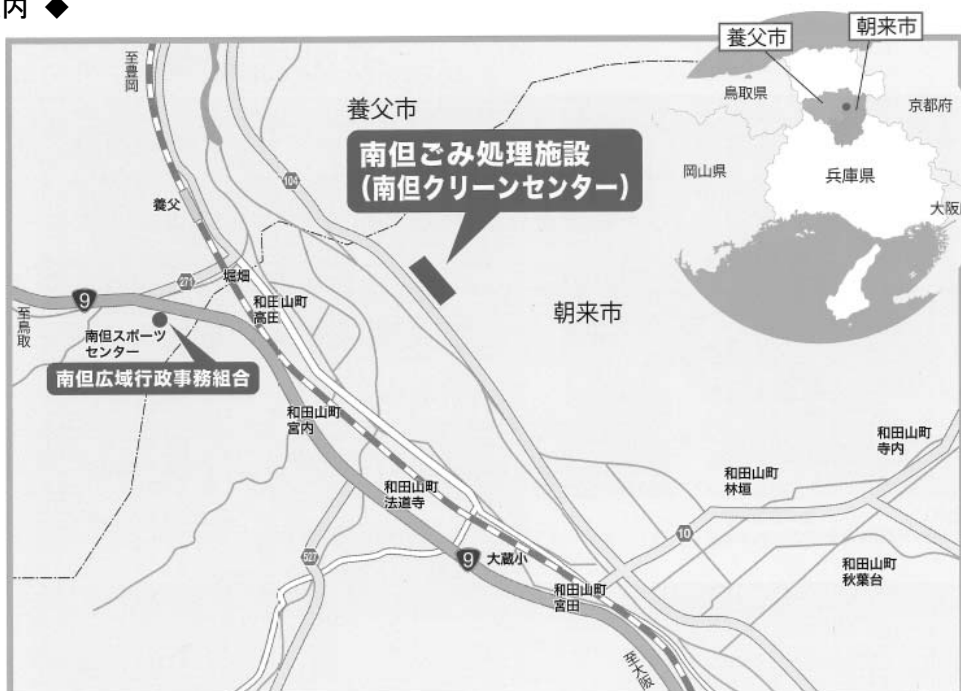 内 ◆
養父市
朝来市
鳥取県
京都府
岡山県
兵庫県
大阪
至豊岡
養父市
南但ごみ処理施設
(南但クリーンセンター)
104
養父
271
堀畑
9
和田山町
高田
至鳥取
南但スポーツ
センター
南但広域行政事務組合
朝来市
和田山町
宮内
和田山町
寺内
和田山町
林垣
和田山町
法道寺
10
527
9
大蔵小
和田山町
秋葉台
和田山町
宮田
至大阪